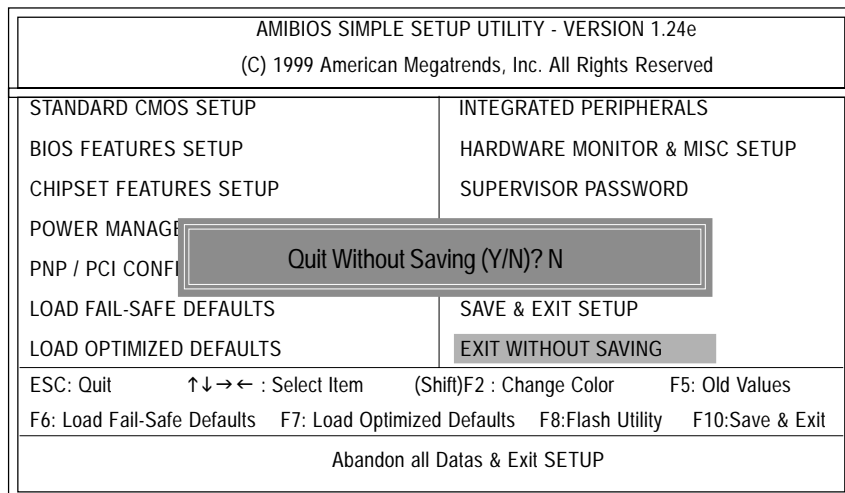 AMIBIOS SIMPLE SETUP UTILITY - VERSION 1.24e
(C) 1999 American Megatrends, Inc. All Rights Reserved
STANDARD CMOS SETUP
BIOS FEATURES SETUP
CHIPSET FEATURES SETUP
POWER MANAGE
PNP / PCI CONFI
LOAD FAIL-SAFE DEFAULTS
LOAD OPTIMIZED DEFAULTS
INTEGRATED PERIPHERALS
HARDWARE MONITOR & MISC SETUP
SUPERVISOR PASSWORD
SAVE & EXIT SETUP
EXIT WITHOUT SAVING
Quit Without Saving (Y/N)? N
ESC: Quit ↑↓→← : Select Item (Shift)F2 : Change Color F5: Old Values
F6: Load Fail-Safe Defaults F7: Load Optimized Defaults F8:Flash Utility F10:Save & Exit
Abandon all Datas & Exit SETUP